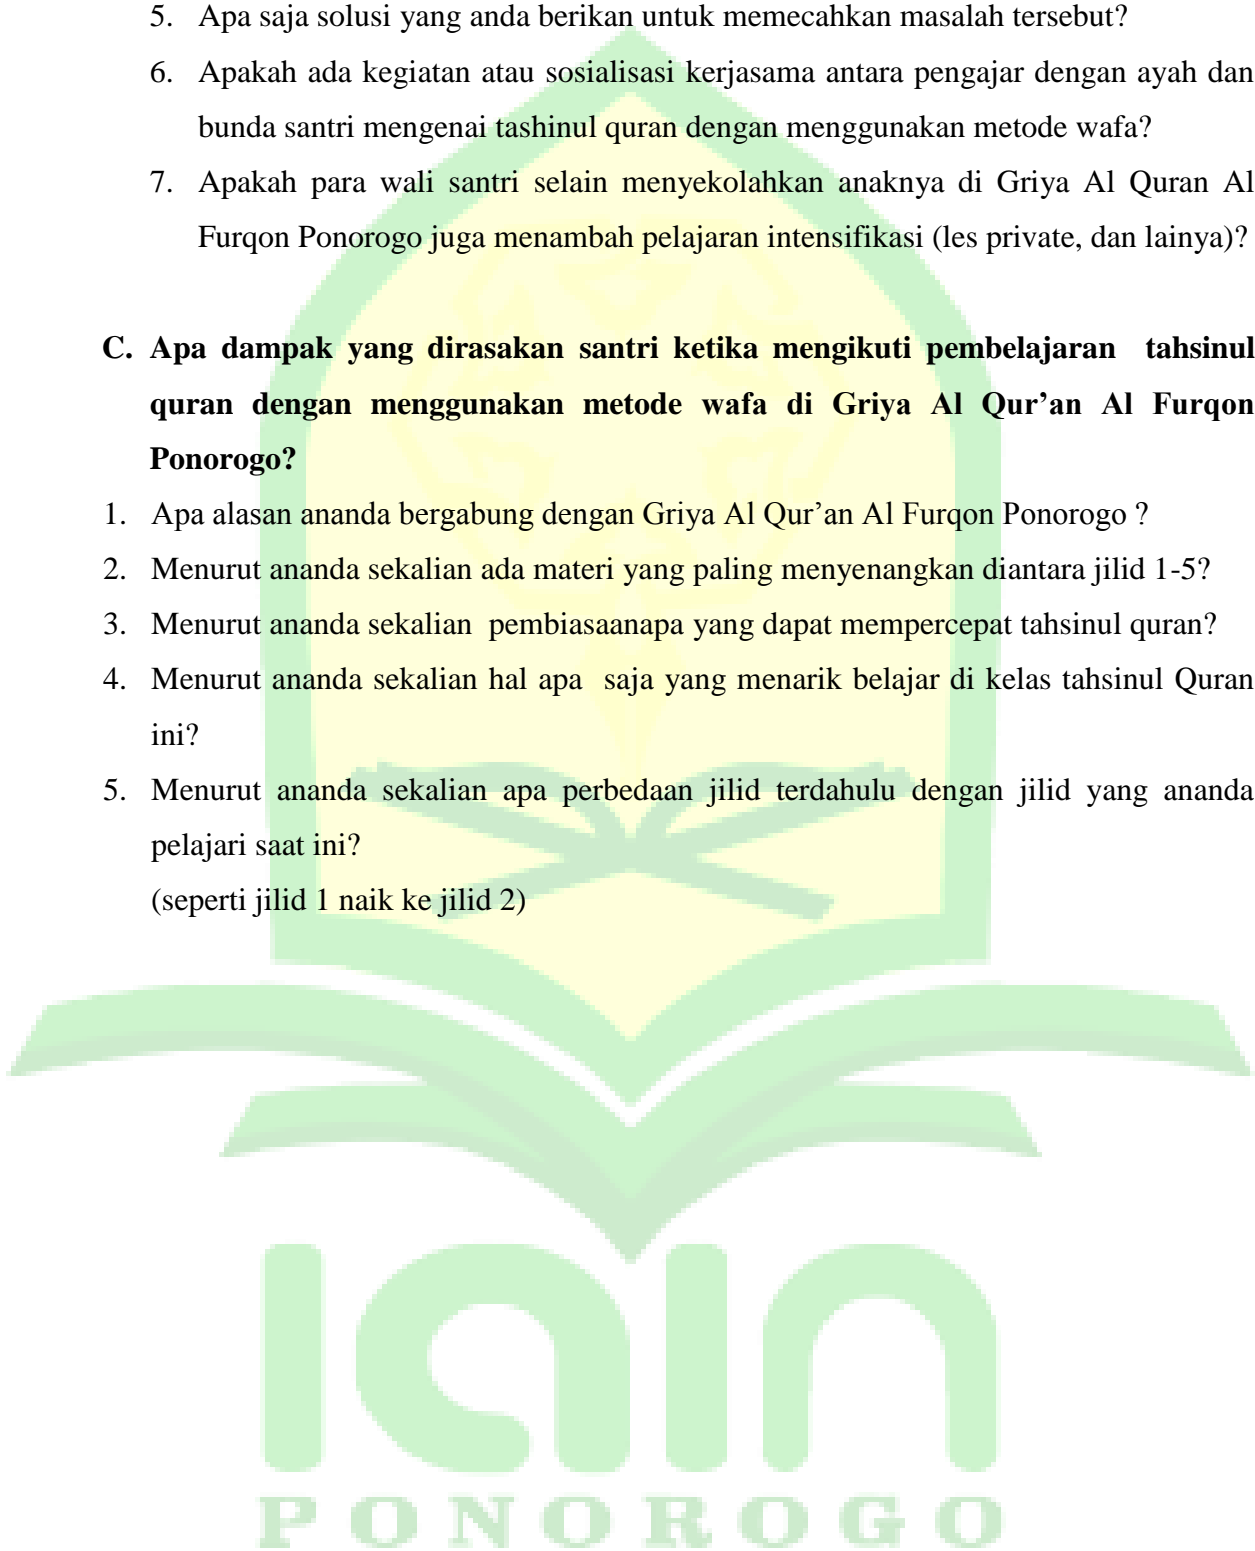 5. Apa saja solusi yang anda berikan untuk memecahkan masalah tersebut?
6. Apakah ada kegiatan atau sosialisasi kerjasama antara pengajar dengan ayah dan
bunda santri mengenai tashinul quran dengan menggunakan metode wafa?
7. Apakah para wali santri selain menyekolahkan anaknya di Griya Al Quran Al
Furqon Ponorogo juga menambah pelajaran intensifikasi (les private, dan lainya)?
C. Apa dampak yang dirasakan santri ketika mengikuti pembelajaran tahsinul
quran dengan menggunakan metode wafa di Griya Al Qur’an Al Furqon
Ponorogo?
1. Apa alasan ananda bergabung dengan Griya Al Qur’an Al Furqon Ponorogo ?
2. Menurut ananda sekalian ada materi yang paling menyenangkan diantara jilid 1-5?
3. Menurut ananda sekalian pembiasaanapa yang dapat mempercepat tahsinul quran?
4. Menurut ananda sekalian hal apa saja yang menarik belajar di kelas tahsinul Quran
ini?
5. Menurut ananda sekalian apa perbedaan jilid terdahulu dengan jilid yang ananda
pelajari saat ini?
(seperti jilid 1 naik ke jilid 2)
iain
PONOROGO